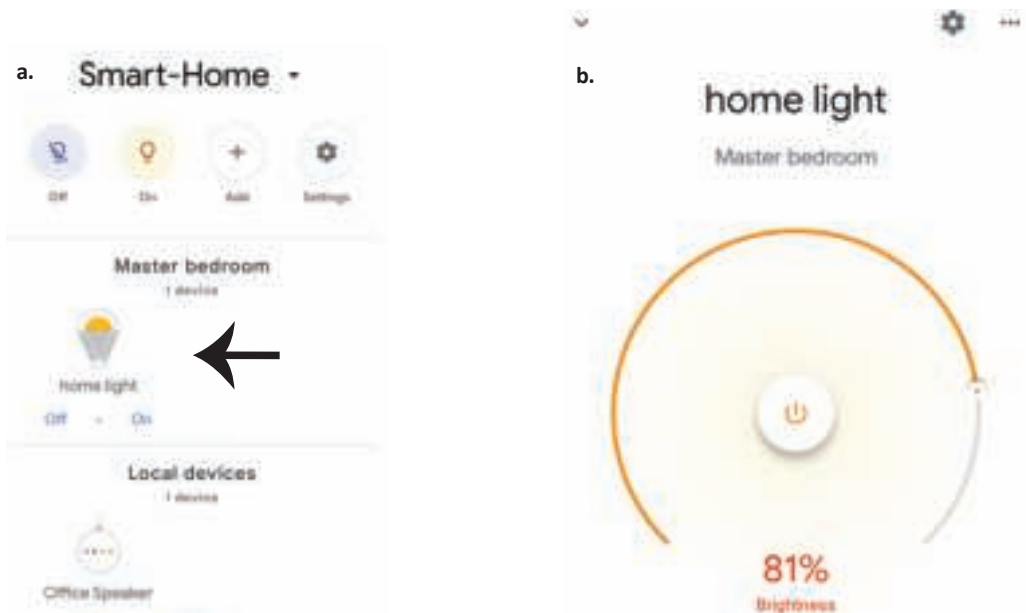 a.
Smart-Home
Off
On
Add
Settings
Master bedroom
1 device
home light
Off - On
Local devices
1 device
Office Speaker
b.
home light
Master bedroom
81%
Brightness